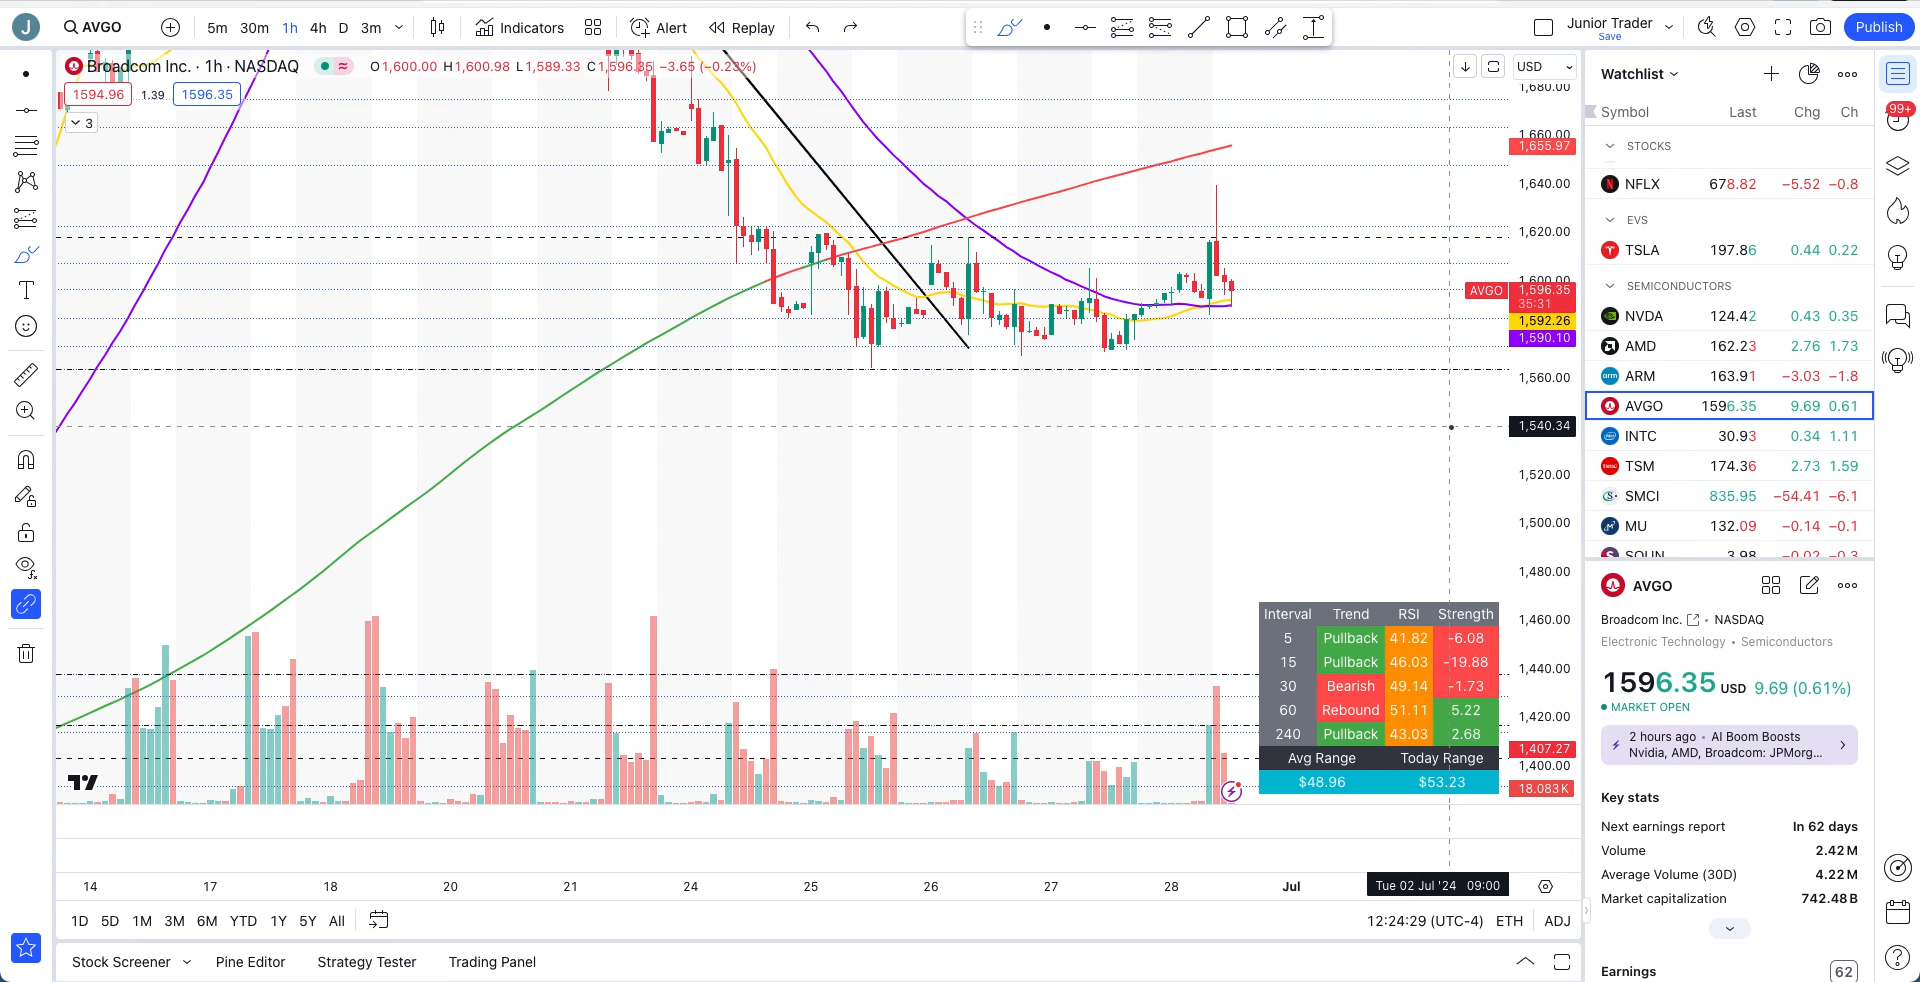 J AVGO 5m 30m 1h 4h D 3m Indicators Alert Replay Junior Trader Save Publish
Broadcom Inc. · 1h · NASDAQ O1,600.00 H1,600.98 L1,589.33 C1,596.35 −3.65 (−0.23%)
1594.96 1.39 1596.35
3
USD
1,680.00
1,660.00
1,655.97
1,640.00
1,620.00
1,600.00
AVGO 1,596.35
35:31
1,592.26
1,590.10
1,560.00
1,540.34
1,520.00
1,500.00
1,480.00
1,460.00
1,440.00
1,420.00
1,407.27
1,400.00
18.083K
Interval Trend RSI Strength
5 Pullback 41.82 -6.08
15 Pullback 46.03 -19.88
30 Bearish 49.14 -1.73
60 Rebound 51.11 5.22
240 Pullback 43.03 2.68
Avg Range Today Range
$48.96 $53.23
14 17 18 20 21 24 25 26 27 28 Jul Tue 02 Jul '24 09:00
1D 5D 1M 3M 6M YTD 1Y 5Y All 12:24:29 (UTC-4) ETH ADJ
Stock Screener Pine Editor Strategy Tester Trading Panel
Watchlist
Symbol Last Chg Ch
STOCKS
NFLX 678.82 −5.52 −0.8
EVS
TSLA 197.86 0.44 0.22
SEMICONDUCTORS
NVDA 124.42 0.43 0.35
AMD 162.23 2.76 1.73
arm ARM 163.91 −3.03 −1.8
AVGO 1596.35 9.69 0.61
INTC 30.93 0.34 1.11
TSM 174.36 2.73 1.59
SMCI 835.95 −54.41 −6.1
MU 132.09 −0.14 −0.1
SOUN 3.98 −0.02 −0.3
AVGO
Broadcom Inc. • NASDAQ
Electronic Technology • Semiconductors
1596.35 USD 9.69 (0.61%)
MARKET OPEN
2 hours ago • AI Boom Boosts
Nvidia, AMD, Broadcom: JPMorg...
Key stats
Next earnings report In 62 days
Volume 2.42M
Average Volume (30D) 4.22M
Market capitalization 742.48B
Earnings 62
99+